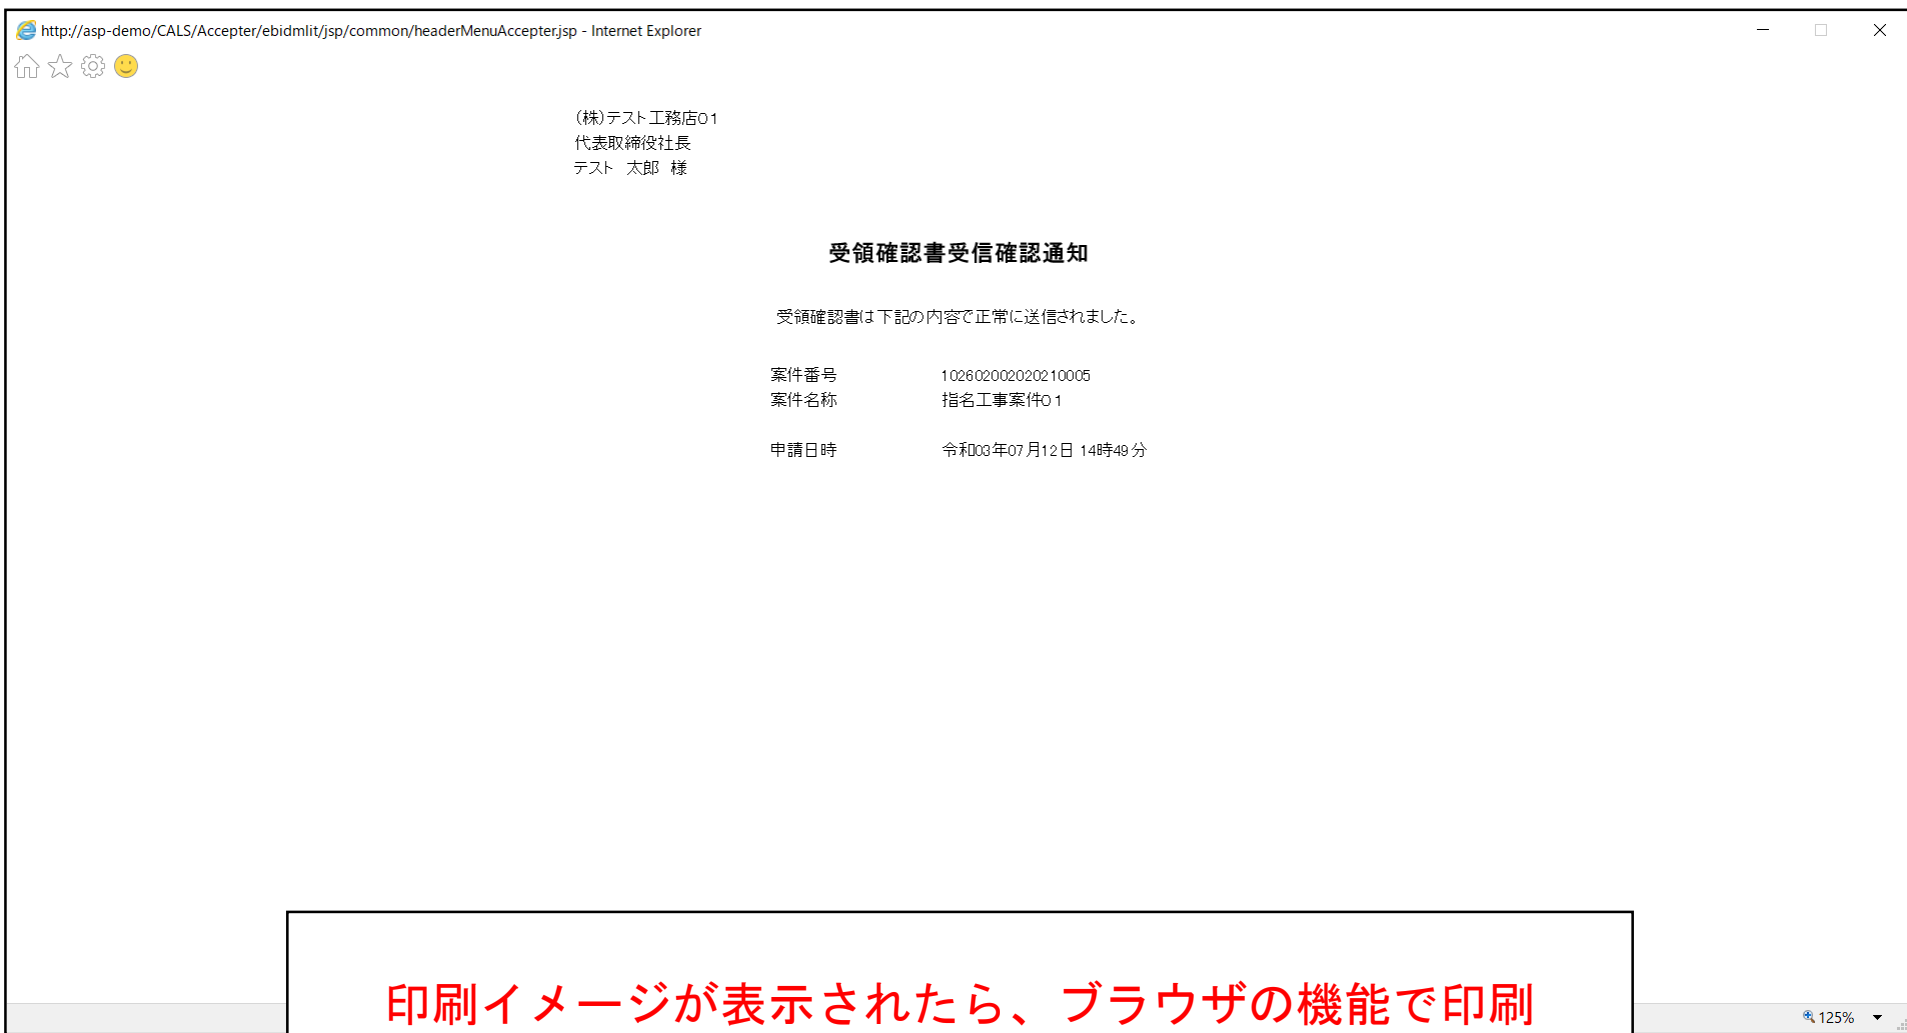 http://asp-demo/CALS/Accepter/ebidmlit/jsp/common/headerMenuAccepter.jsp - Internet Explorer
(株)テスト工務店01
代表取締役社長
テスト　太郎　様
受領確認書受信確認通知
受領確認書は下記の内容で正常に送信されました。
案件番号　102602002020210005
案件名称　指名工事案件01
申請日時　令和03年07月12日 14時49分
印刷イメージが表示されたら、ブラウザの機能で印刷
125%